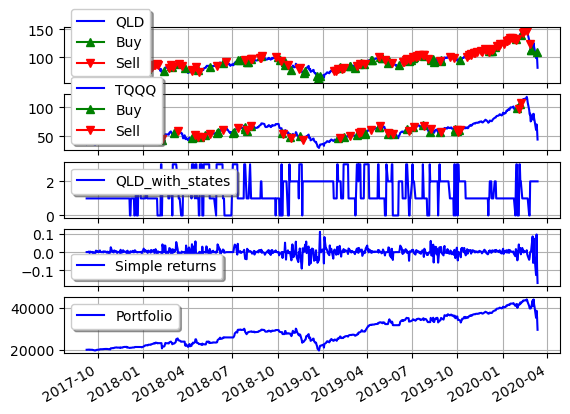 150
100
QLD
Buy
Sell
100
50
TQQQ
Buy
Sell
2
0
QLD_with_states
0.1
0.0
−0.1
Simple returns
40000
20000
Portfolio
2017-10
2018-01
2018-04
2018-07
2018-10
2019-01
2019-04
2019-07
2019-10
2020-01
2020-04